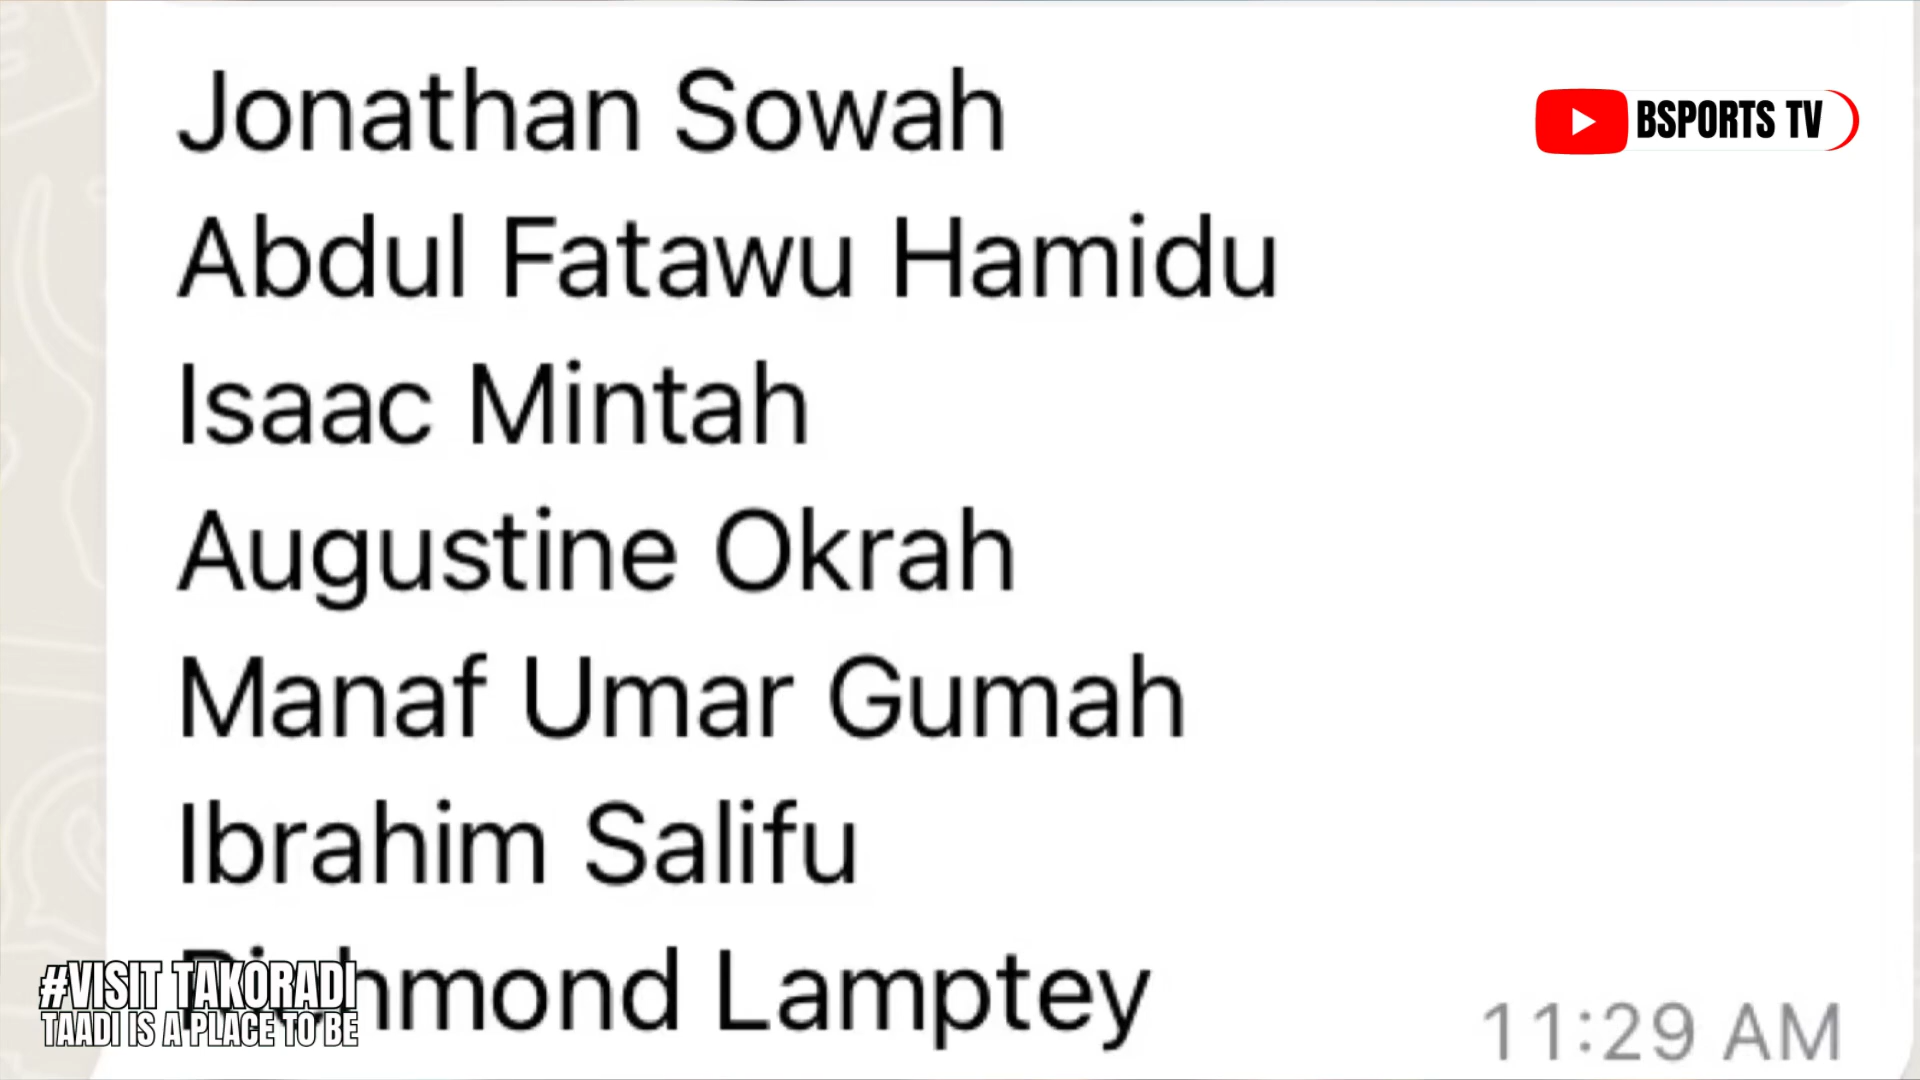 Jonathan Sowah
BSPORTS TV
Abdul Fatawu Hamidu
Isaac Mintah
Augustine Okrah
Manaf Umar Gumah
Ibrahim Salifu
Richmond Lamptey
#VISIT TAKORADI
TAADI IS A PLACE TO BE
11:29 AM